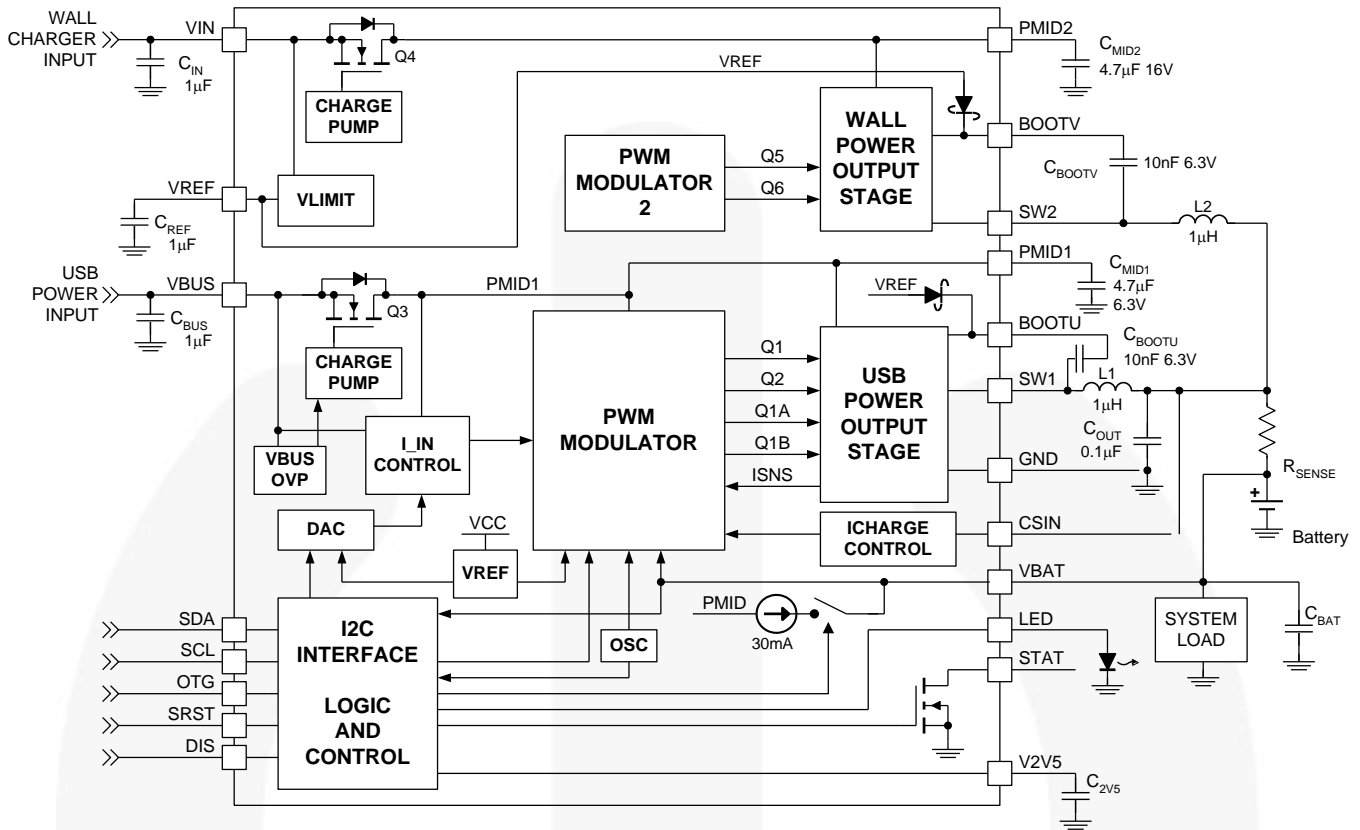 WALL
CHARGER
INPUT
VIN
C_IN
1µF
Q4
CHARGE
PUMP
VREF
PMID2
C_MID2
4.7µF 16V
WALL
POWER
OUTPUT
STAGE
BOOTV
C_BOOTV
10nF 6.3V
PWM
MODULATOR
2
Q5
Q6
SW2
L2
1µH
VREF
C_REF
1µF
VLIMIT
USB
POWER
INPUT
VBUS
C_BUS
1µF
Q3
PMID1
PMID1
C_MID1
4.7µF
6.3V
CHARGE
PUMP
VREF
BOOTU
C_BOOTU
10nF 6.3V
PWM
MODULATOR
Q1
Q2
Q1A
Q1B
ISNS
USB
POWER
OUTPUT
STAGE
SW1
L1
1µH
C_OUT
0.1µF
R_SENSE
GND
VBUS
OVP
I_IN
CONTROL
DAC
VCC
VREF
ICHARGE
CONTROL
CSIN
+
Battery
VBAT
PMID
30mA
OSC
SYSTEM
LOAD
C_BAT
SDA
SCL
OTG
SRST
DIS
I2C
INTERFACE
LOGIC
AND
CONTROL
LED
STAT
V2V5
C_2V5